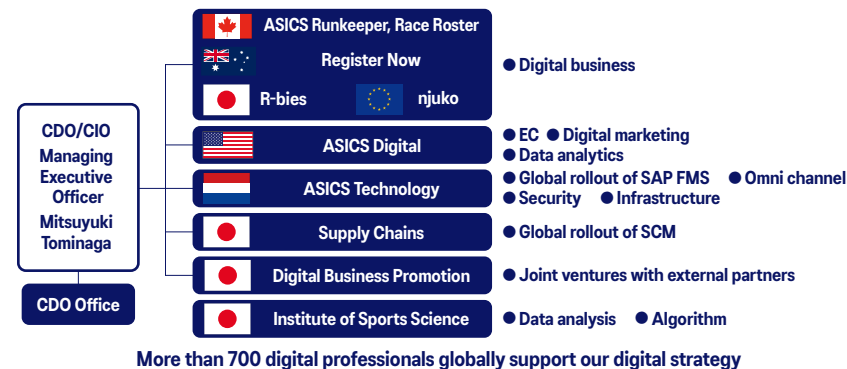 CDO/CIO
Managing
Executive
Officer
Mitsuyuki
Tominaga
CDO Office
ASICS Runkeeper, Race Roster
Register Now
R-bies njuko
● Digital business
ASICS Digital
● EC ● Digital marketing
● Data analytics
ASICS Technology
● Global rollout of SAP FMS ● Omni channel
● Security ● Infrastructure
Supply Chains
● Global rollout of SCM
Digital Business Promotion
● Joint ventures with external partners
Institute of Sports Science
● Data analysis ● Algorithm
More than 700 digital professionals globally support our digital strategy